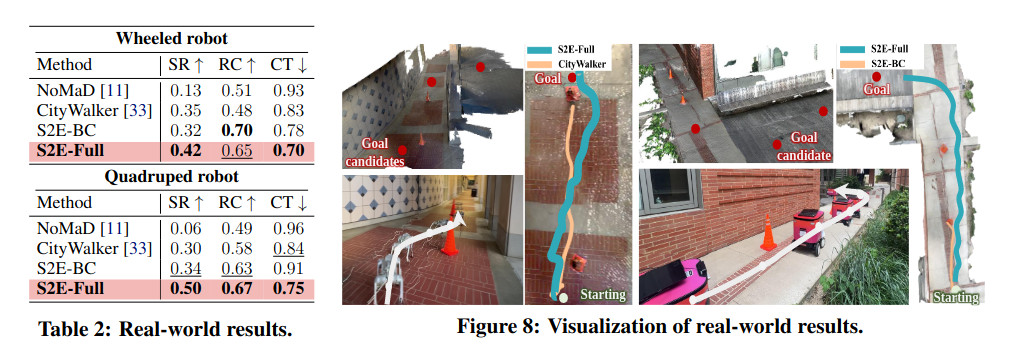 Wheeled robot
Method SR ↑ RC ↑ CT ↓
NoMaD [11] 0.13 0.51 0.93
CityWalker [33] 0.35 0.48 0.83
S2E-BC 0.32 0.70 0.78
S2E-Full 0.42 0.65 0.70
Quadruped robot
Method SR ↑ RC ↑ CT ↓
NoMaD [11] 0.06 0.49 0.96
CityWalker [33] 0.30 0.58 0.84
S2E-BC 0.34 0.63 0.91
S2E-Full 0.50 0.67 0.75
Table 2: Real-world results.
Goal
candidates
S2E-Full
CityWalker
Goal
Starting
Goal
candidate
S2E-Full
S2E-BC
Goal
Starting
Figure 8: Visualization of real-world results.